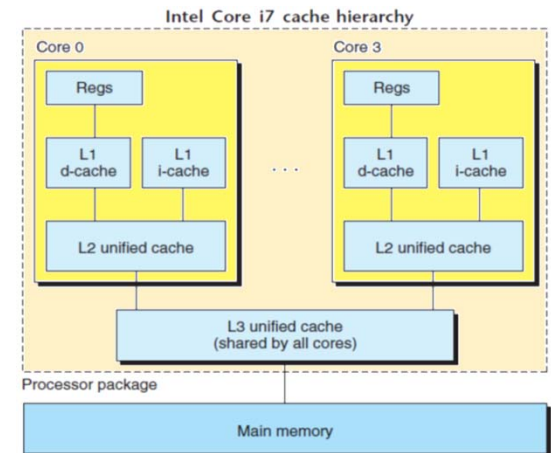 Intel Core i7 cache hierarchy
Core 0
Core 3
Regs
Regs
L1
d-cache
L1
i-cache
. . .
L1
d-cache
L1
i-cache
L2 unified cache
L2 unified cache
L3 unified cache
(shared by all cores)
Processor package
Main memory